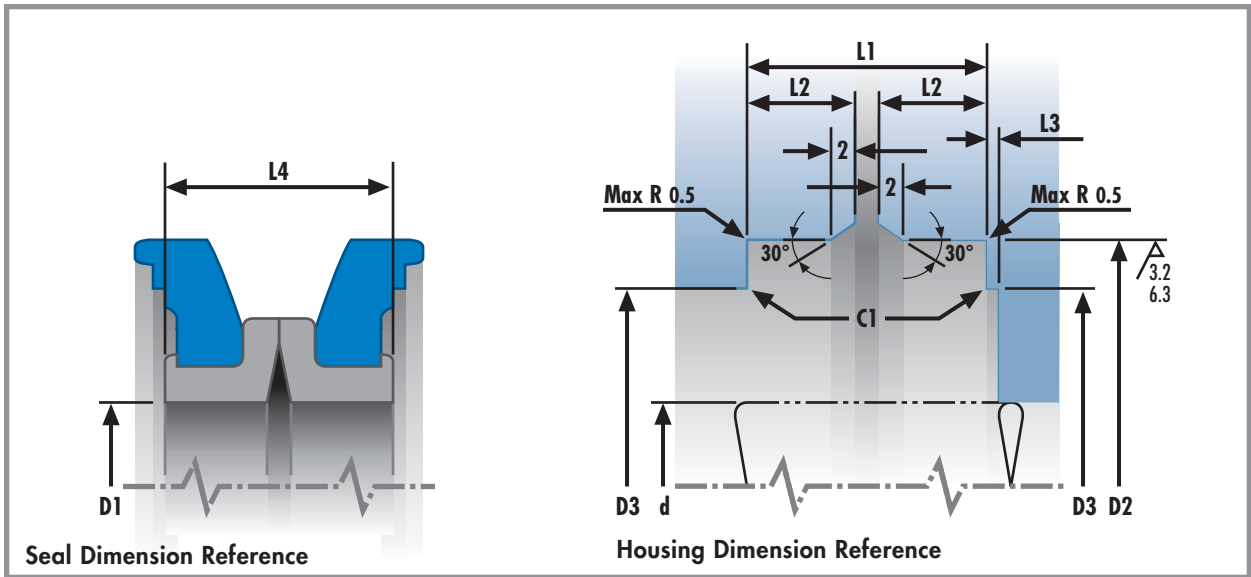 L4
D1
Seal Dimension Reference
L1
L2
L2
L3
2
2
Max R 0.5
Max R 0.5
30°
30°
3.2
6.3
C1
D3
d
D3
D2
Housing Dimension Reference